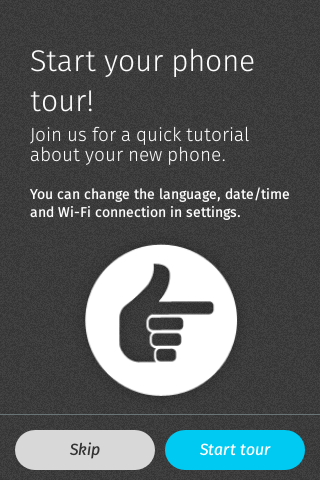 Start your phone
tour!
Join us for a quick tutorial
about your new phone.
You can change the language, date/time
and Wi-Fi connection in settings.
Skip
Start tour